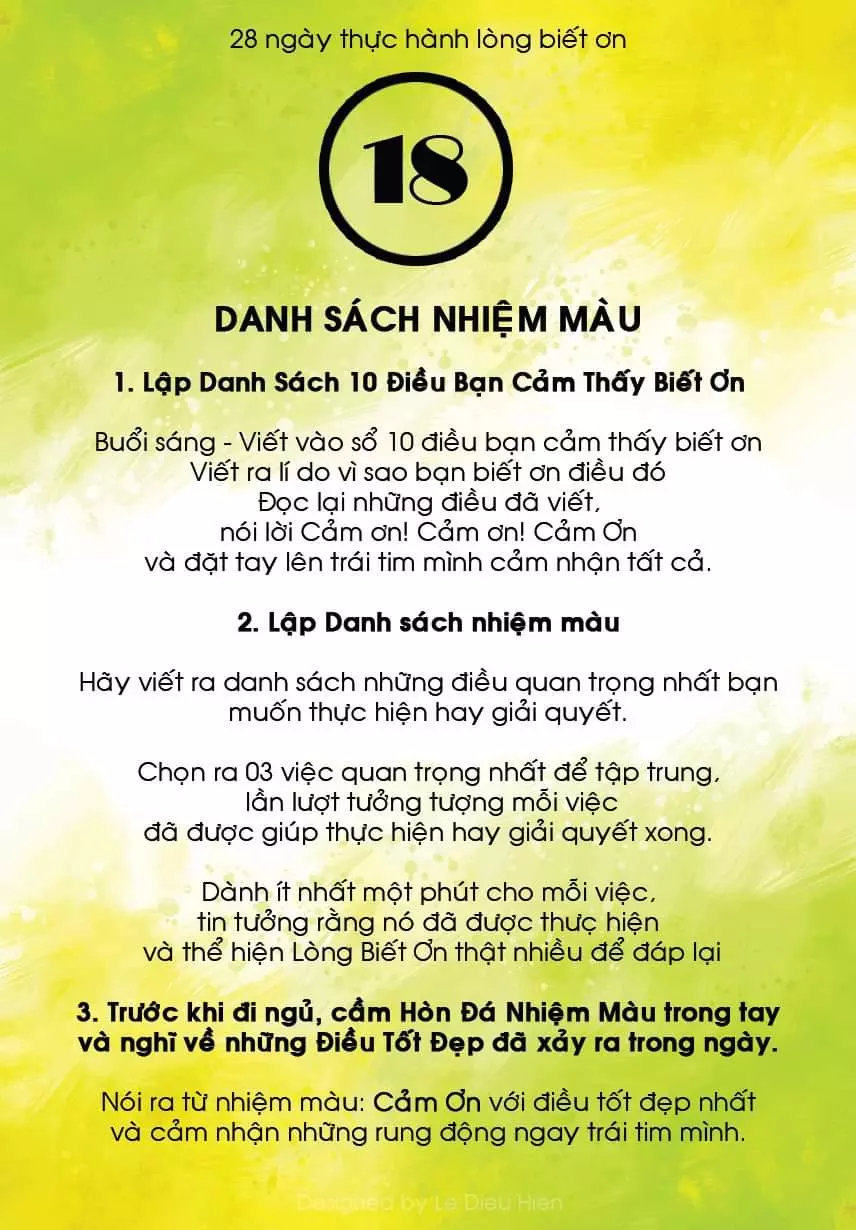 28 ngày thực hành lòng biết ơn
18
DANH SÁCH NHIỆM MÀU
1. Lập Danh Sách 10 Điều Bạn Cảm Thấy Biết Ơn
Buổi sáng - Viết vào sổ 10 điều bạn cảm thấy biết ơn
Viết ra lí do vì sao bạn biết ơn điều đó
Đọc lại những điều đã viết,
nói lời Cảm ơn! Cảm ơn! Cảm Ơn
và đặt tay lên trái tim mình cảm nhận tất cả.
2. Lập Danh sách nhiệm màu
Hãy viết ra danh sách những điều quan trọng nhất bạn
muốn thực hiện hay giải quyết.
Chọn ra 03 việc quan trọng nhất để tập trung,
lần lượt tưởng tượng mỗi việc
đã được giúp thực hiện hay giải quyết xong.
Dành ít nhất một phút cho mỗi việc,
tin tưởng rằng nó đã được thưc hiện
và thể hiện Lòng Biết Ơn thật nhiều để đáp lại
3. Trước khi đi ngủ, cầm Hòn Đá Nhiệm Màu trong tay
và nghĩ về những Điều Tốt Đẹp đã xảy ra trong ngày.
Nói ra từ nhiệm màu: Cảm Ơn với điều tốt đẹp nhất
và cảm nhận những rung động ngay trái tim mình.
Designed by Le Dieu Hien